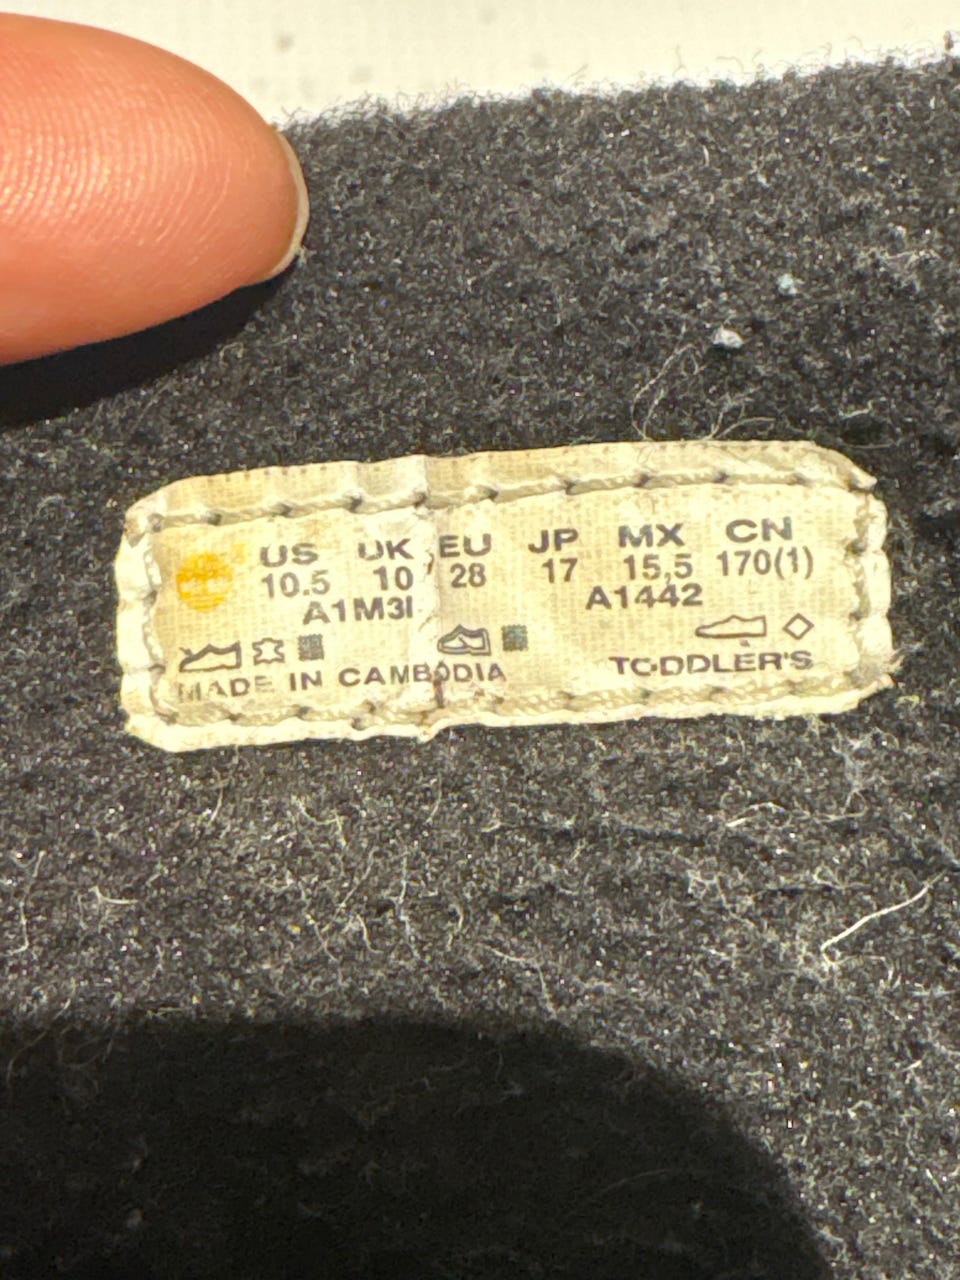 US UK EU JP MX CN
10.5 10 28 17 15,5 170(1)
A1M3I A1442
MADE IN CAMBODIA TODDLER'S